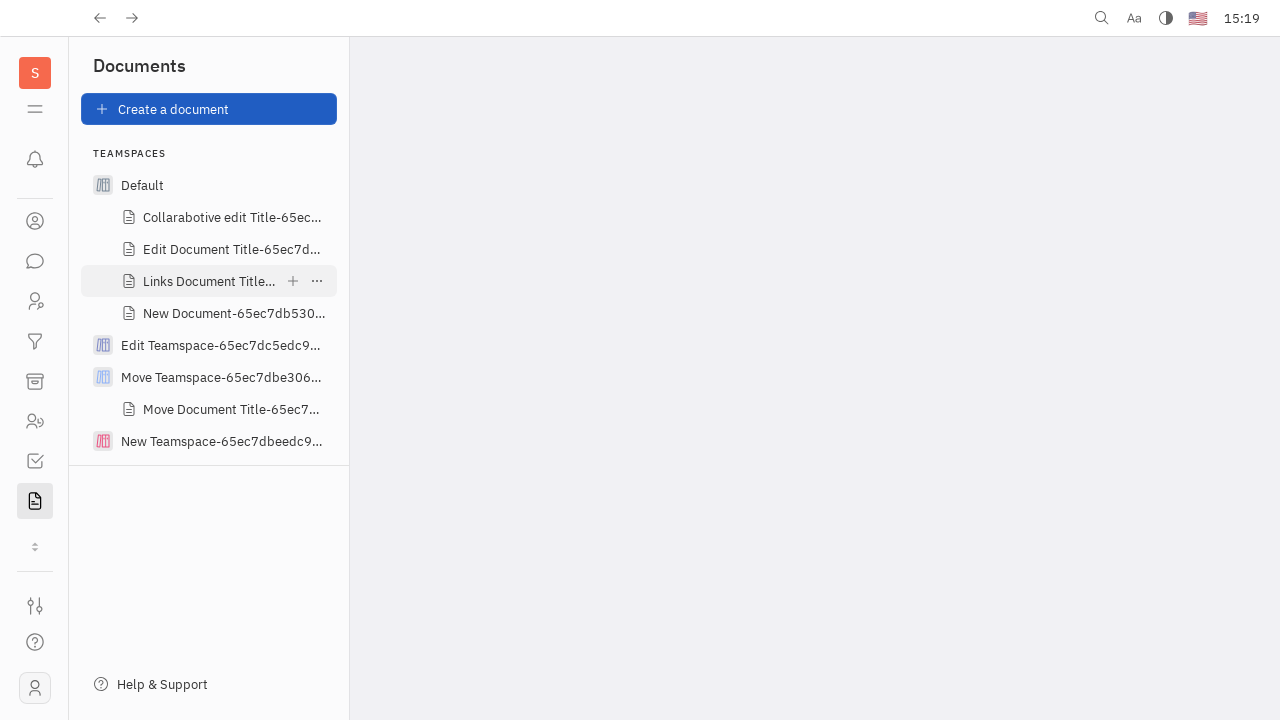 Aa
15:19
S
Documents
Create a document
TEAMSPACES
Default
Collarabotive edit Title-65ec...
Edit Document Title-65ec7d...
Links Document Title...
New Document-65ec7db530...
Edit Teamspace-65ec7dc5edc9...
Move Teamspace-65ec7dbe306...
Move Document Title-65ec7...
New Teamspace-65ec7dbeedc9...
Help & Support